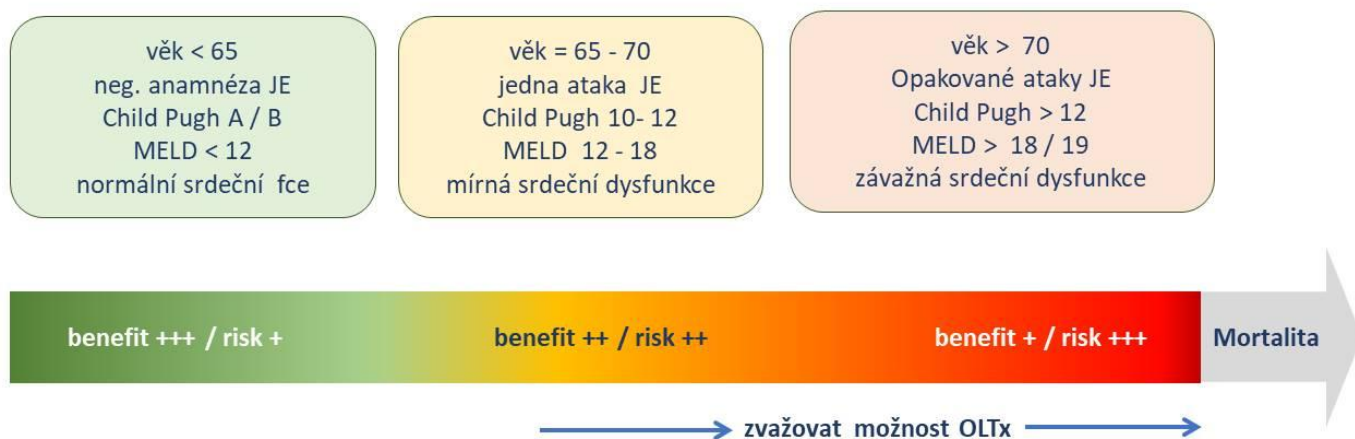 věk < 65
neg. anamnéza JE
Child Pugh A / B
MELD < 12
normální srdeční fce
věk = 65 - 70
jedna ataka JE
Child Pugh 10- 12
MELD 12 - 18
mírná srdeční dysfunkce
věk > 70
Opakované ataky JE
Child Pugh > 12
MELD > 18 / 19
závažná srdeční dysfunkce
benefit +++ / risk +
benefit ++ / risk ++
benefit + / risk +++
Mortalita
zvažovat možnost OLTx